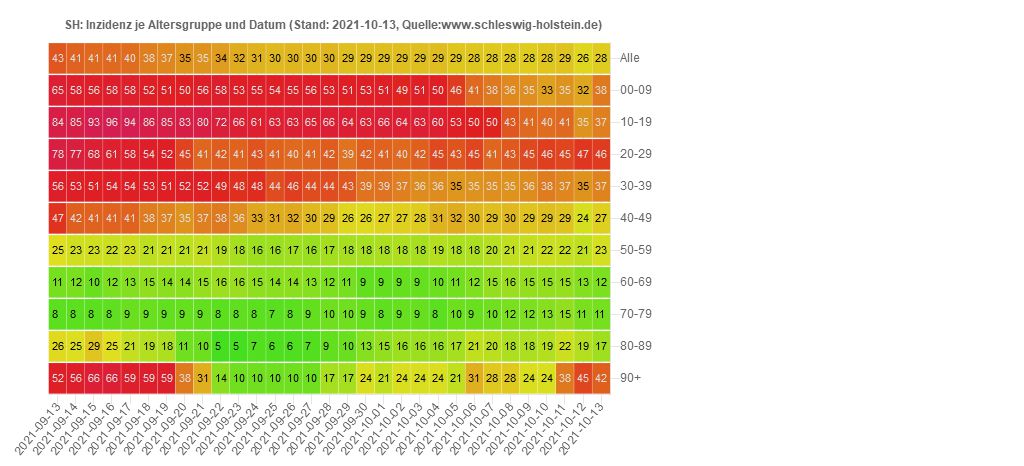 SH: Inzidenz je Altersgruppe und Datum (Stand: 2021-10-13, Quelle:www.schleswig-holstein.de)
43 41 41 41 40 38 37 35 35 34 32 31 30 30 30 30 29 29 29 29 29 29 29 28 28 28 28 28 29 26 28 Alle
65 58 56 58 58 52 51 50 56 58 53 55 54 55 56 53 51 53 51 49 51 50 46 41 38 36 35 33 35 32 38 00-09
84 85 93 96 94 86 85 83 80 72 66 61 63 63 65 66 64 63 66 64 63 60 53 50 50 43 41 40 41 35 37 10-19
78 77 68 61 58 54 52 45 41 42 41 43 41 40 41 42 39 42 41 40 42 45 43 45 41 43 45 46 45 47 46 20-29
56 53 51 54 54 53 51 52 52 49 48 48 44 46 44 44 43 39 39 37 36 36 35 35 35 35 36 38 37 35 37 30-39
47 42 41 41 41 38 37 35 37 38 36 33 31 32 30 29 26 26 27 27 28 31 32 30 29 30 29 29 29 24 27 40-49
25 23 23 22 23 21 21 21 21 19 18 16 16 17 16 17 18 18 18 18 18 19 18 18 20 21 21 22 22 21 23 50-59
11 12 10 12 13 15 14 14 15 16 16 15 14 14 13 12 11 9 9 9 9 10 11 12 15 16 15 15 15 13 12 60-69
8 8 8 8 9 9 9 9 9 8 8 8 7 8 9 10 10 9 8 9 9 8 10 9 10 12 12 13 15 11 11 70-79
26 25 29 25 21 19 18 11 10 5 5 7 6 6 7 9 10 13 15 16 16 16 17 21 20 18 18 19 22 19 17 80-89
52 56 66 66 59 59 59 38 31 14 10 10 10 10 10 17 17 24 21 24 24 24 21 31 28 28 24 24 38 45 42 90+
2021-09-13 2021-09-14 2021-09-15 2021-09-16 2021-09-17 2021-09-18 2021-09-19 2021-09-20 2021-09-21 2021-09-22 2021-09-23 2021-09-24 2021-09-25 2021-09-26 2021-09-27 2021-09-28 2021-09-29 2021-09-30 2021-10-01 2021-10-02 2021-10-03 2021-10-04 2021-10-05 2021-10-06 2021-10-07 2021-10-08 2021-10-09 2021-10-10 2021-10-11 2021-10-12 2021-10-13